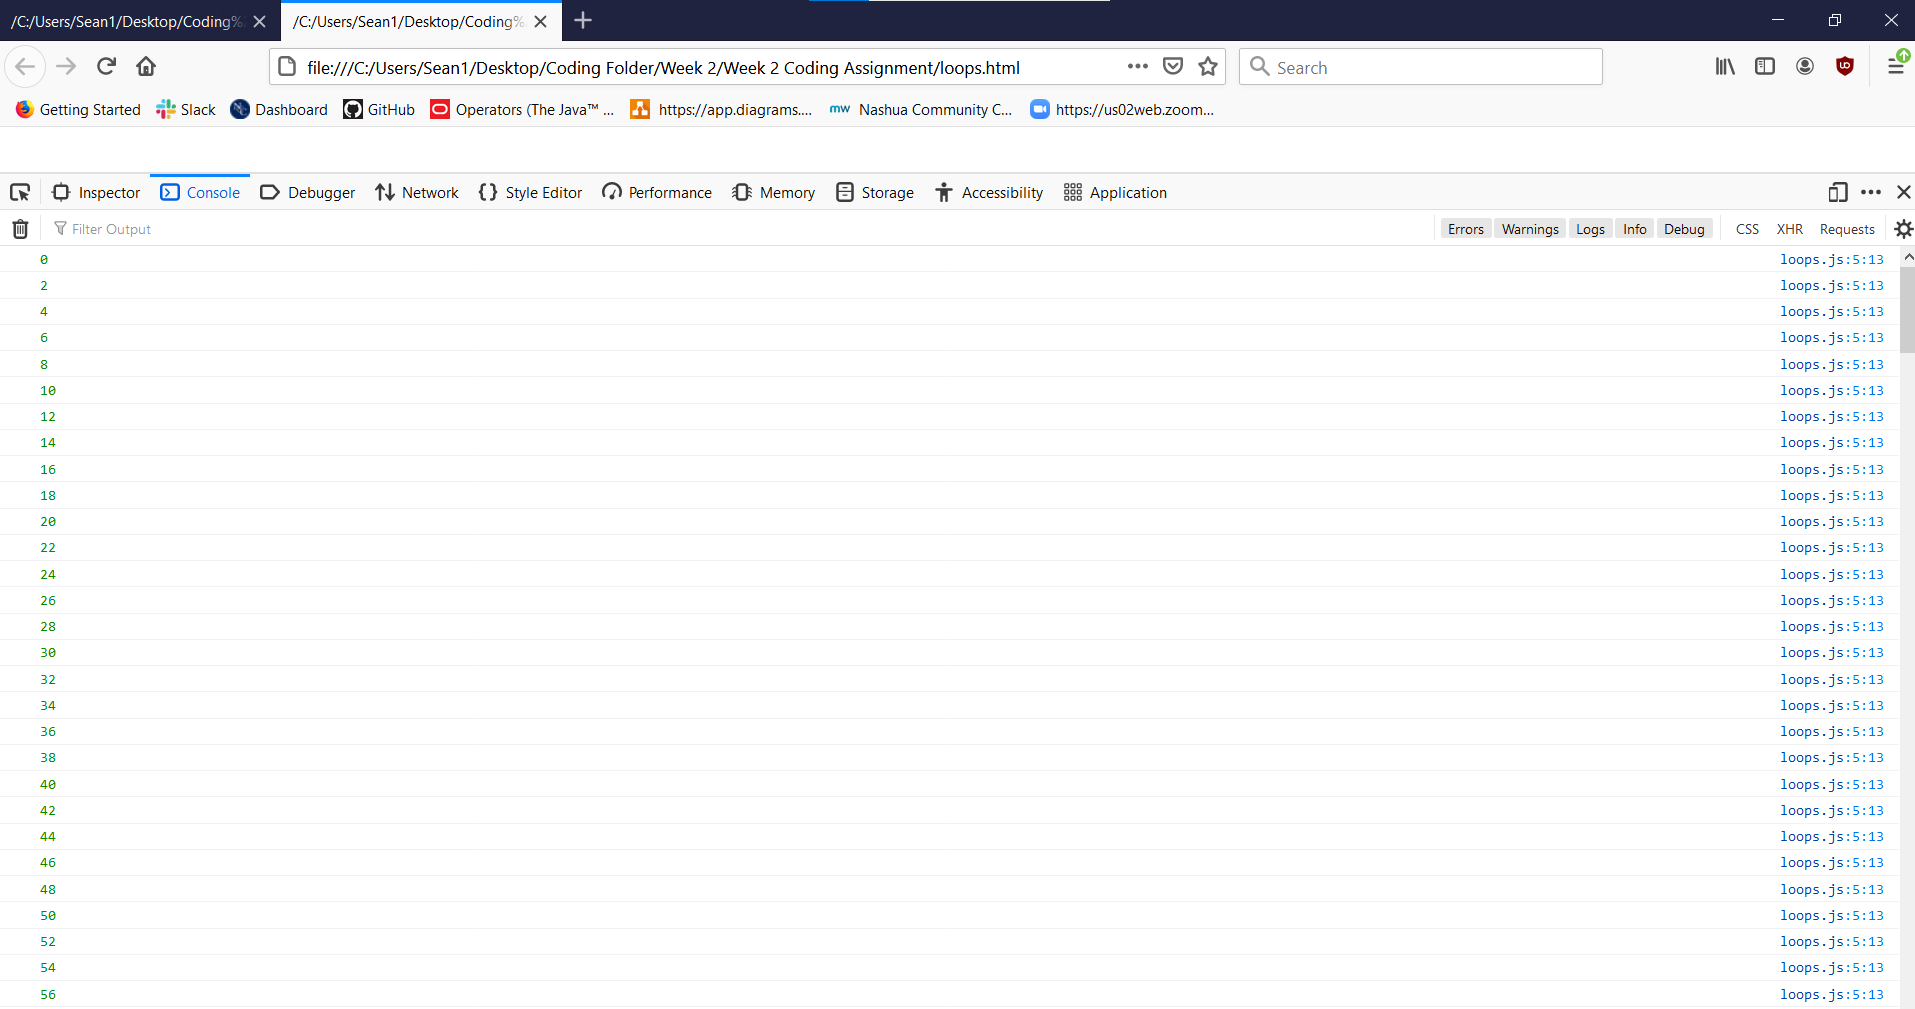 /C:/Users/Sean1/Desktop/Coding% /C:/Users/Sean1/Desktop/Coding%
file:///C:/Users/Sean1/Desktop/Coding Folder/Week 2/Week 2 Coding Assignment/loops.html Search
Getting Started Slack Dashboard GitHub Operators (The Java™ ... https://app.diagrams.... mw Nashua Community C... https://us02web.zoom...
Inspector Console Debugger Network Style Editor Performance Memory Storage Accessibility Application
Filter Output Errors Warnings Logs Info Debug CSS XHR Requests
0 loops.js:5:13
2 loops.js:5:13
4 loops.js:5:13
6 loops.js:5:13
8 loops.js:5:13
10 loops.js:5:13
12 loops.js:5:13
14 loops.js:5:13
16 loops.js:5:13
18 loops.js:5:13
20 loops.js:5:13
22 loops.js:5:13
24 loops.js:5:13
26 loops.js:5:13
28 loops.js:5:13
30 loops.js:5:13
32 loops.js:5:13
34 loops.js:5:13
36 loops.js:5:13
38 loops.js:5:13
40 loops.js:5:13
42 loops.js:5:13
44 loops.js:5:13
46 loops.js:5:13
48 loops.js:5:13
50 loops.js:5:13
52 loops.js:5:13
54 loops.js:5:13
56 loops.js:5:13